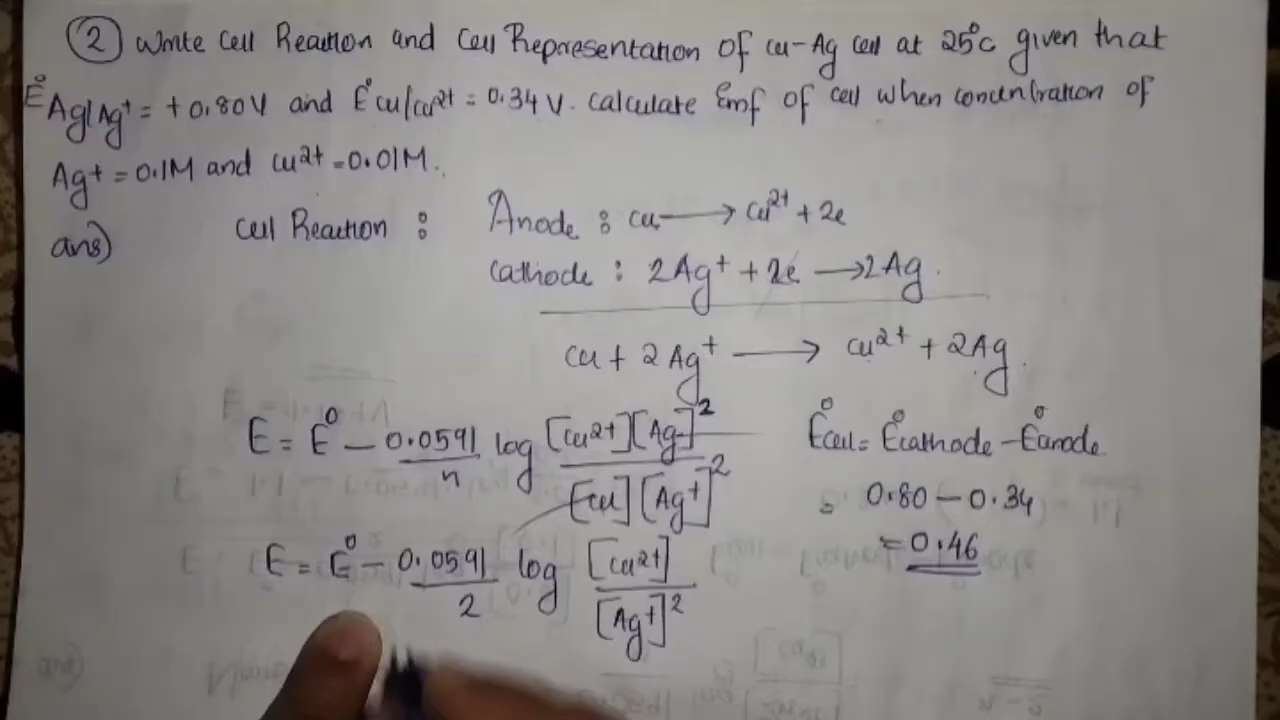 ② Write Cell Reaction and Cell Representation of cu-Ag cell at 25°C given that
E° Ag/Ag⁺ = +0.80V and E° cu/cu²⁺ = 0.34 V. calculate Emf of cell when concentration of
Ag⁺ = 0.1M and cu²⁺ = 0.01M.
ans) Cell Reaction : Anode : cu → cu²⁺ + 2e
cathode : 2Ag⁺ + 2e → 2Ag.
cu + 2Ag⁺ → cu²⁺ + 2Ag.
E = E° - 0.0591/n log [cu²⁺][Ag]²/[cu][Ag⁺]² E°cell = E°cathode - E°anode.
= 0.80 - 0.34
= 0.46
E = E° - 0.0591/2 log [cu²⁺]/[Ag⁺]²